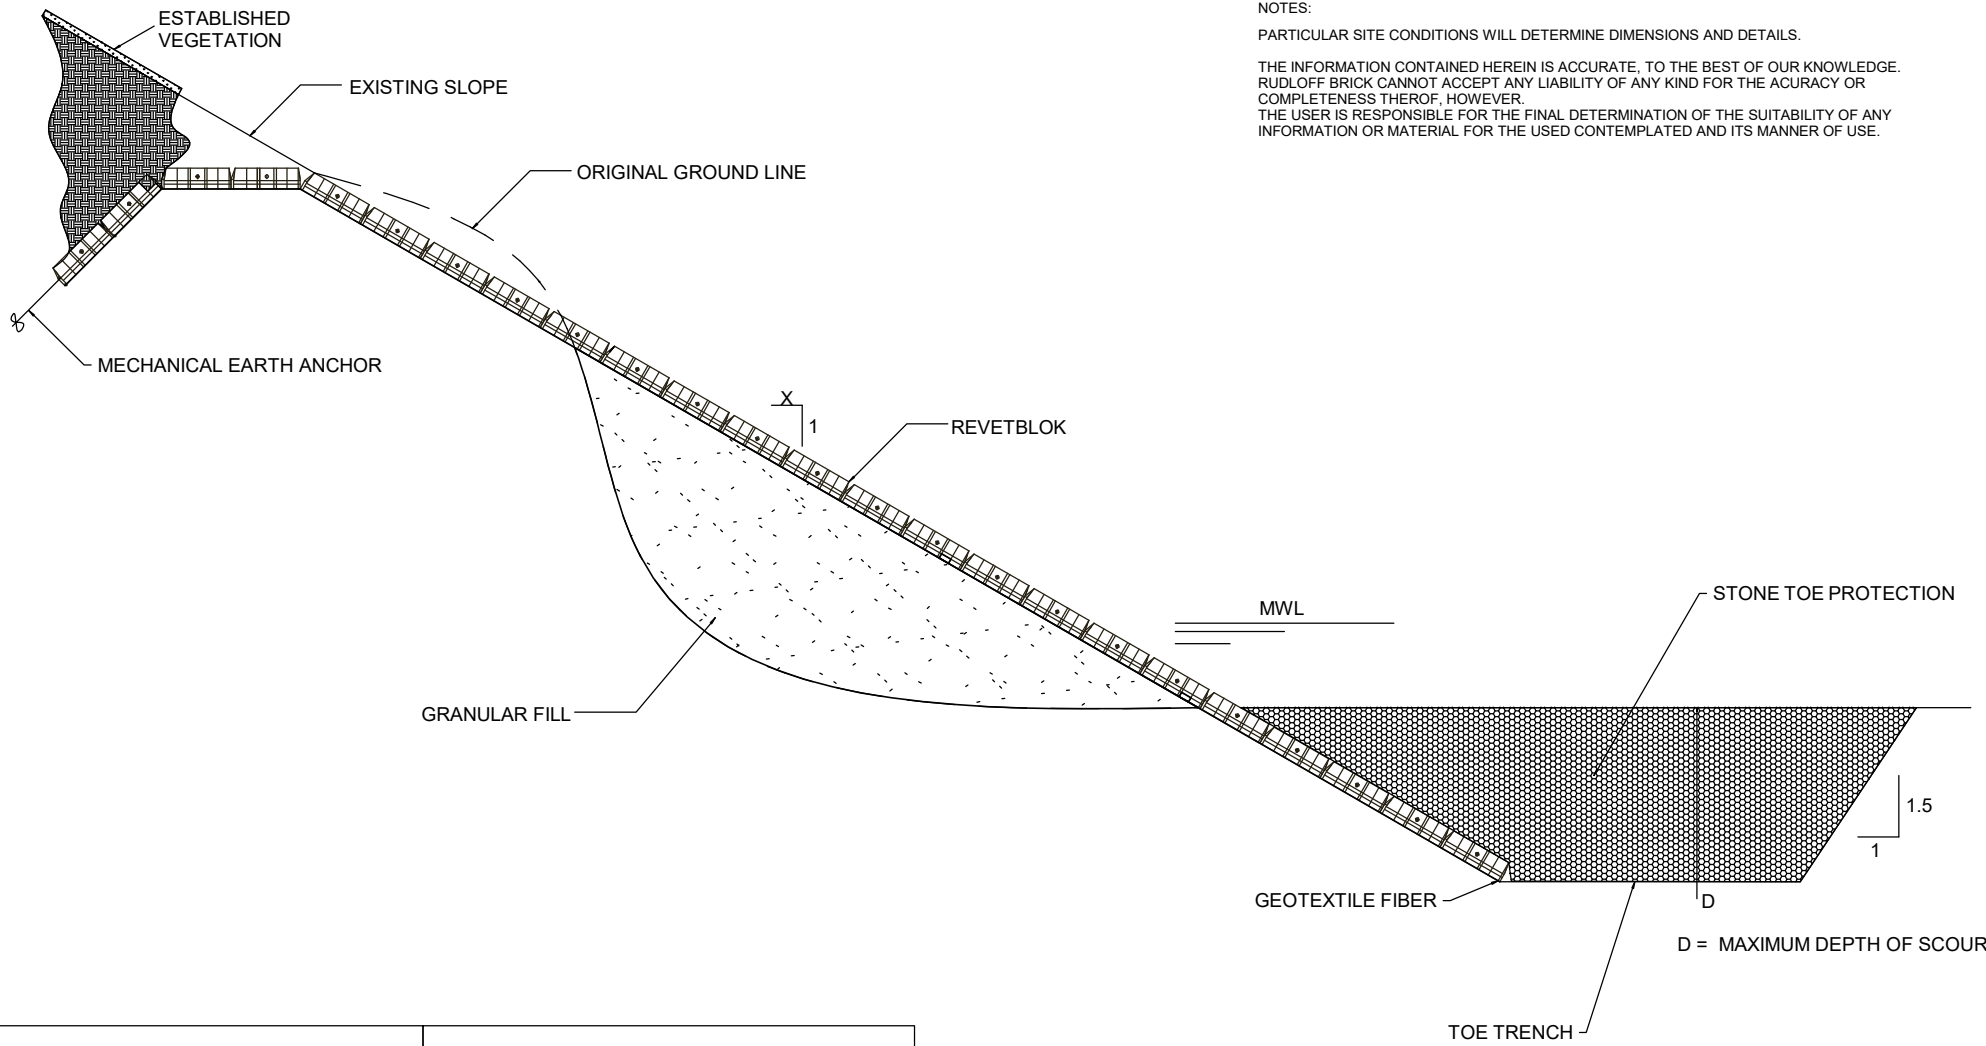 ESTABLISHED
VEGETATION
EXISTING SLOPE
ORIGINAL GROUND LINE
NOTES:
PARTICULAR SITE CONDITIONS WILL DETERMINE DIMENSIONS AND DETAILS.
THE INFORMATION CONTAINED HEREIN IS ACCURATE, TO THE BEST OF OUR KNOWLEDGE.
RUDLOFF BRICK CANNOT ACCEPT ANY LIABILITY OF ANY KIND FOR THE ACURACY OR
COMPLETENESS THEROF, HOWEVER.
THE USER IS RESPONSIBLE FOR THE FINAL DETERMINATION OF THE SUITABILITY OF ANY
INFORMATION OR MATERIAL FOR THE USED CONTEMPLATED AND ITS MANNER OF USE.
MECHANICAL EARTH ANCHOR
X
1
REVETBLOK
MWL
STONE TOE PROTECTION
GRANULAR FILL
1.5
1
GEOTEXTILE FIBER
D
D = MAXIMUM DEPTH OF SCOUR
TOE TRENCH